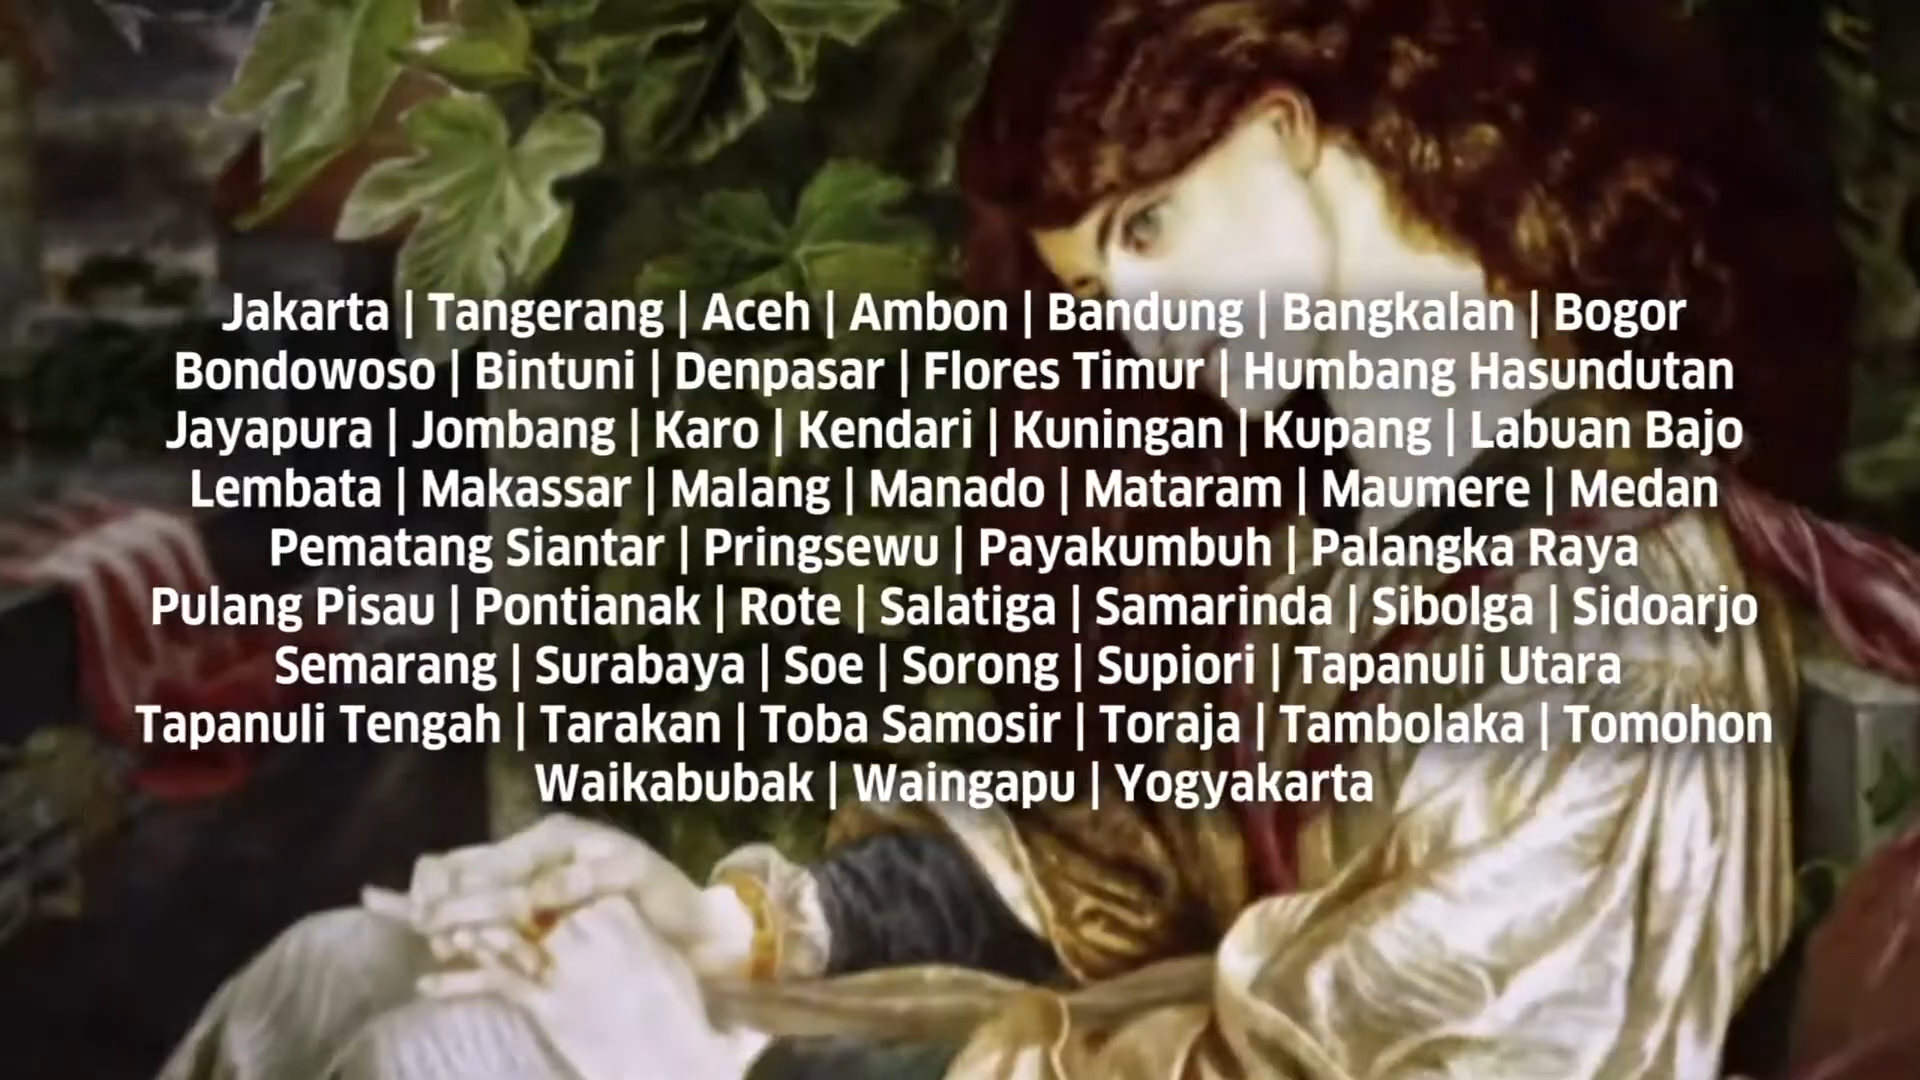 Jakarta | Tangerang | Aceh | Ambon | Bandung | Bangkalan | Bogor
Bondowoso | Bintuni | Denpasar | Flores Timur | Humbang Hasundutan
Jayapura | Jombang | Karo | Kendari | Kuningan | Kupang | Labuan Bajo
Lembata | Makassar | Malang | Manado | Mataram | Maumere | Medan
Pematang Siantar | Pringsewu | Payakumbuh | Palangka Raya
Pulang Pisau | Pontianak | Rote | Salatiga | Samarinda | Sibolga | Sidoarjo
Semarang | Surabaya | Soe | Sorong | Supiori | Tapanuli Utara
Tapanuli Tengah | Tarakan | Toba Samosir | Toraja | Tambolaka | Tomohon
Waikabubak | Waingapu | Yogyakarta